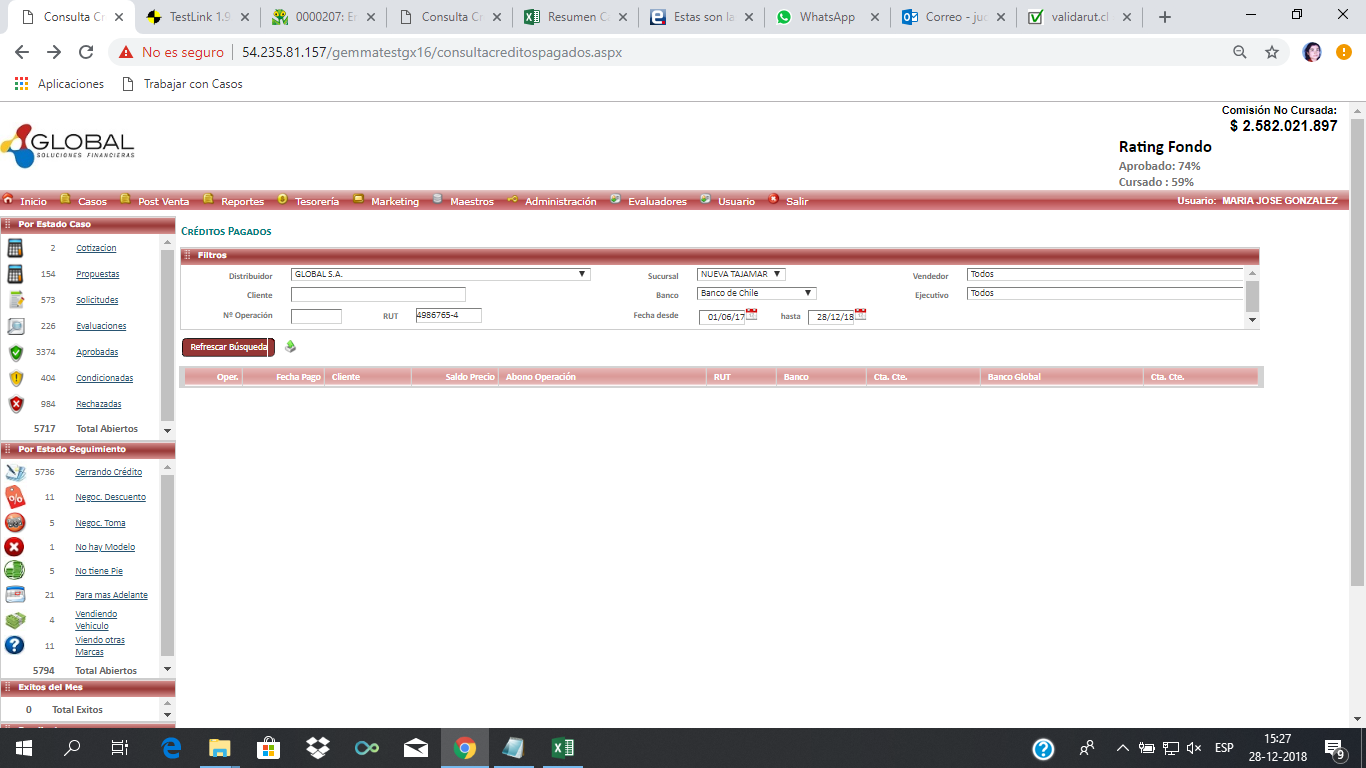 Consulta Cr
TestLink 1.9
0000207: Er
Consulta Cr
Resumen C
Estas son la
WhatsApp
Correo - juc
validarut.cl
No es seguro
54.235.81.157/gemmatestgx16/consultacreditospagados.aspx
Aplicaciones
Trabajar con Casos
Comisión No Cursada:
$ 2.582.021.897
GLOBAL
SOLUCIONES FINANCIERAS
Rating Fondo
Aprobado: 74%
Cursado : 59%
Inicio Casos Post Venta Reportes Tesorería Marketing Maestros Administración Evaluadores Usuario Salir Usuario: MARIA JOSE GONZALEZ
Por Estado Caso
2 Cotizacion
154 Propuestas
573 Solicitudes
226 Evaluaciones
3374 Aprobadas
404 Condicionadas
984 Rechazadas
5717 Total Abiertos
Por Estado Seguimiento
5736 Cerrando Crédito
11 Negoc. Descuento
5 Negoc. Toma
1 No hay Modelo
5 No tiene Pie
21 Para mas Adelante
4 Vendiendo
Vehiculo
11 Viendo otras
Marcas
5794 Total Abiertos
Exitos del Mes
0 Total Exitos
CRÉDITOS PAGADOS
Filtros
Distribuidor GLOBAL S.A. Sucursal NUEVA TAJAMAR Vendedor Todos
Cliente Banco Banco de Chile Ejecutivo Todos
Nº Operación RUT 4986765-4 Fecha desde 01/06/17 hasta 28/12/18
Refrescar Búsqueda
Oper. Fecha Pago Cliente Saldo Precio Abono Operación RUT Banco Cta. Cte. Banco Global Cta. Cte.
ESP
15:27
28-12-2018
9